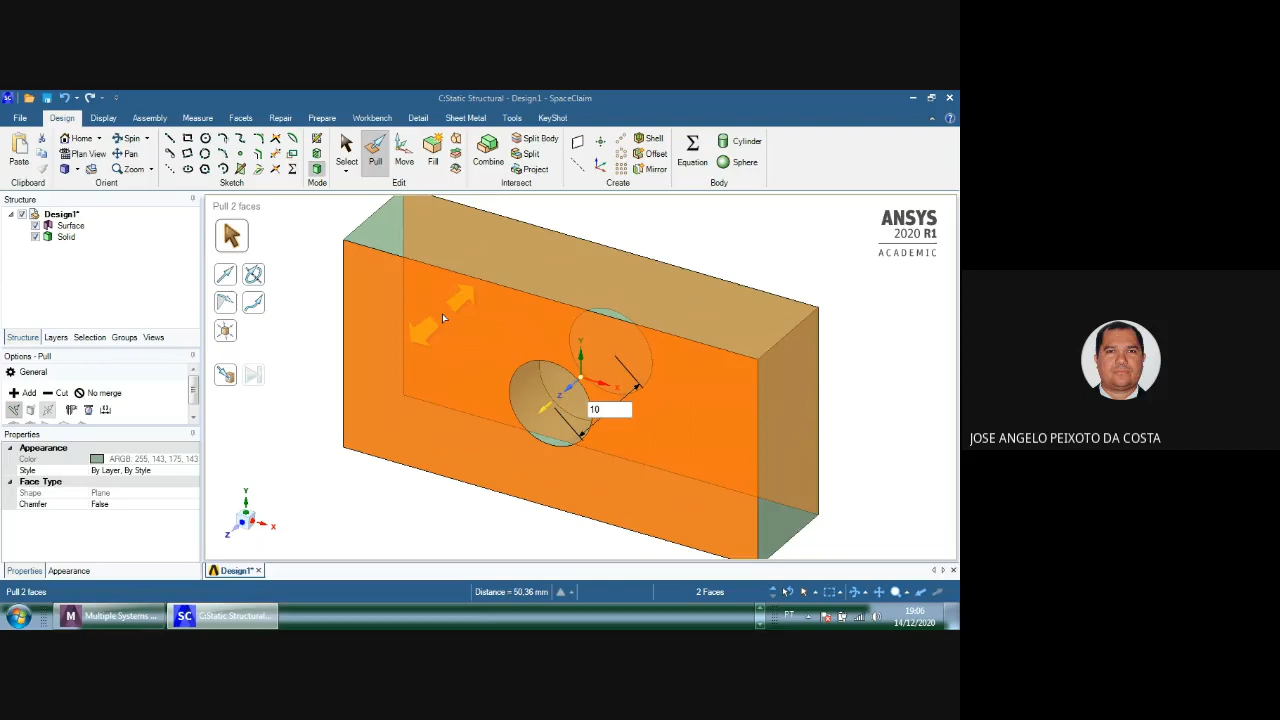 C:Static Structural - Design1 - SpaceClaim
File Design Display Assembly Measure Facets Repair Prepare Workbench Detail Sheet Metal Tools KeyShot
Home Spin Select Pull Move Fill Combine Split Body Shell Equation Cylinder
Paste Plan View Pan Split Offset Sphere
Zoom Project Mirror
Clipboard Orient Sketch Mode Edit Intersect Create Body
Structure
Design1*
Surface
Solid
Structure Layers Selection Groups Views
Options - Pull
General
Add Cut No merge
Properties
Appearance
Color ARGB: 255, 143, 175, 143
Style By Layer, By Style
Face Type
Shape Plane
Chamfer False
Properties Appearance
Pull 2 faces
ANSYS
2020 R1
ACADEMIC
Y
X
Z
10
Y
X
Z
Design1*
Pull 2 faces Distance = 50,36 mm 2 Faces
Multiple Systems ... C:Static Structural... PT 19:06
14/12/2020
JOSE ANGELO PEIXOTO DA COSTA